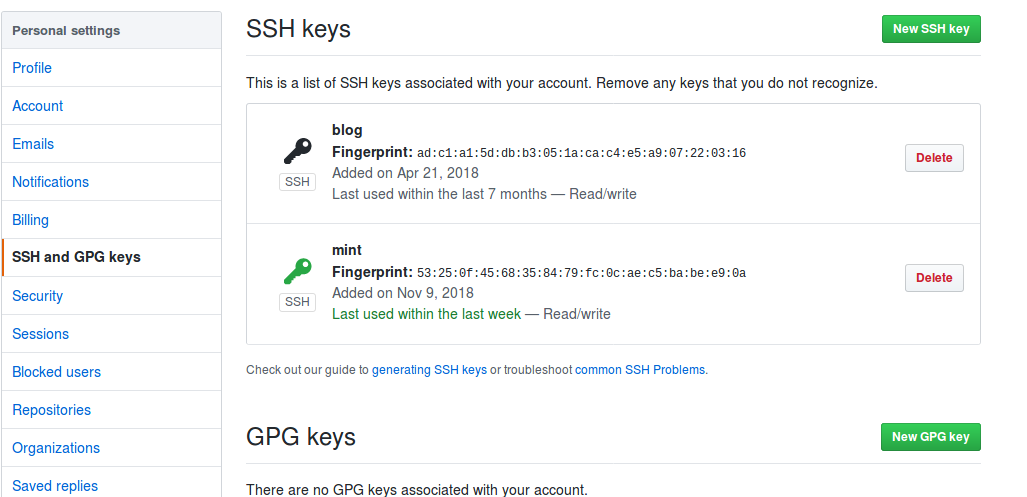 Personal settings
Profile
Account
Emails
Notifications
Billing
SSH and GPG keys
Security
Sessions
Blocked users
Repositories
Organizations
Saved replies
SSH keys
New SSH key
This is a list of SSH keys associated with your account. Remove any keys that you do not recognize.
blog
Fingerprint: ad:c1:a1:5d:db:b3:05:1a:ca:c4:e5:a9:07:22:03:16
Added on Apr 21, 2018
Last used within the last 7 months — Read/write
SSH
Delete
mint
Fingerprint: 53:25:0f:45:68:35:84:79:fc:0c:ae:c5:ba:be:e9:0a
Added on Nov 9, 2018
Last used within the last week — Read/write
SSH
Delete
Check out our guide to generating SSH keys or troubleshoot common SSH Problems.
GPG keys
New GPG key
There are no GPG keys associated with your account.